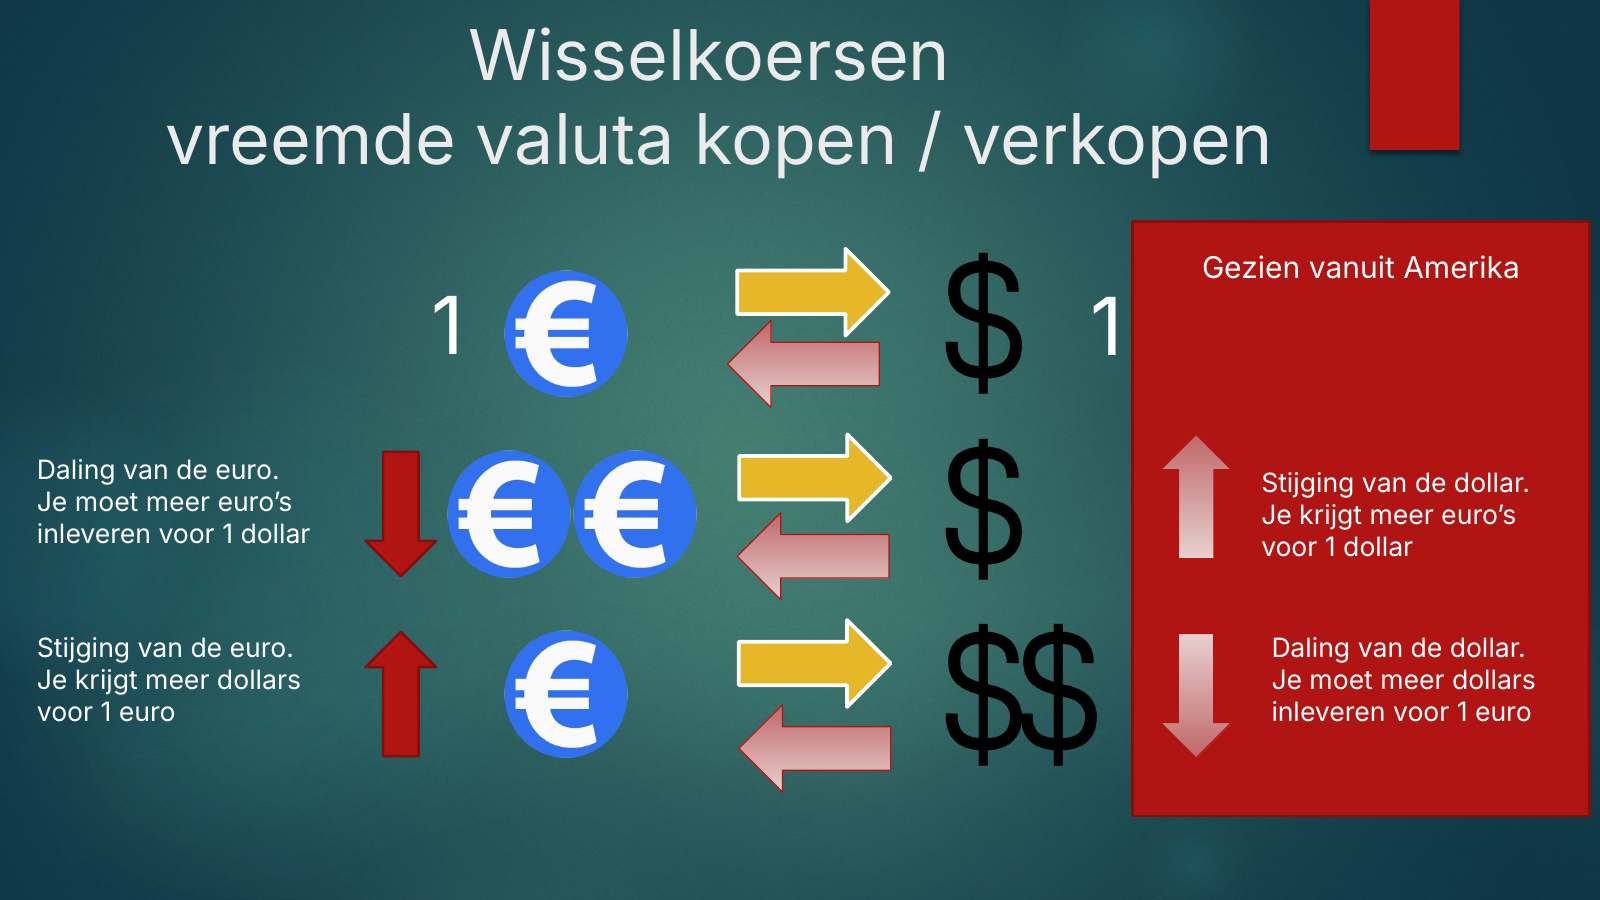 Wisselkoersen
vreemde valuta kopen / verkopen
1 € $ 1
Gezien vanuit Amerika
Daling van de euro.
Je moet meer euro’s
inleveren voor 1 dollar
€ € $
Stijging van de dollar.
Je krijgt meer euro’s
voor 1 dollar
Stijging van de euro.
Je krijgt meer dollars
voor 1 euro
€ $$
Daling van de dollar.
Je moet meer dollars
inleveren voor 1 euro